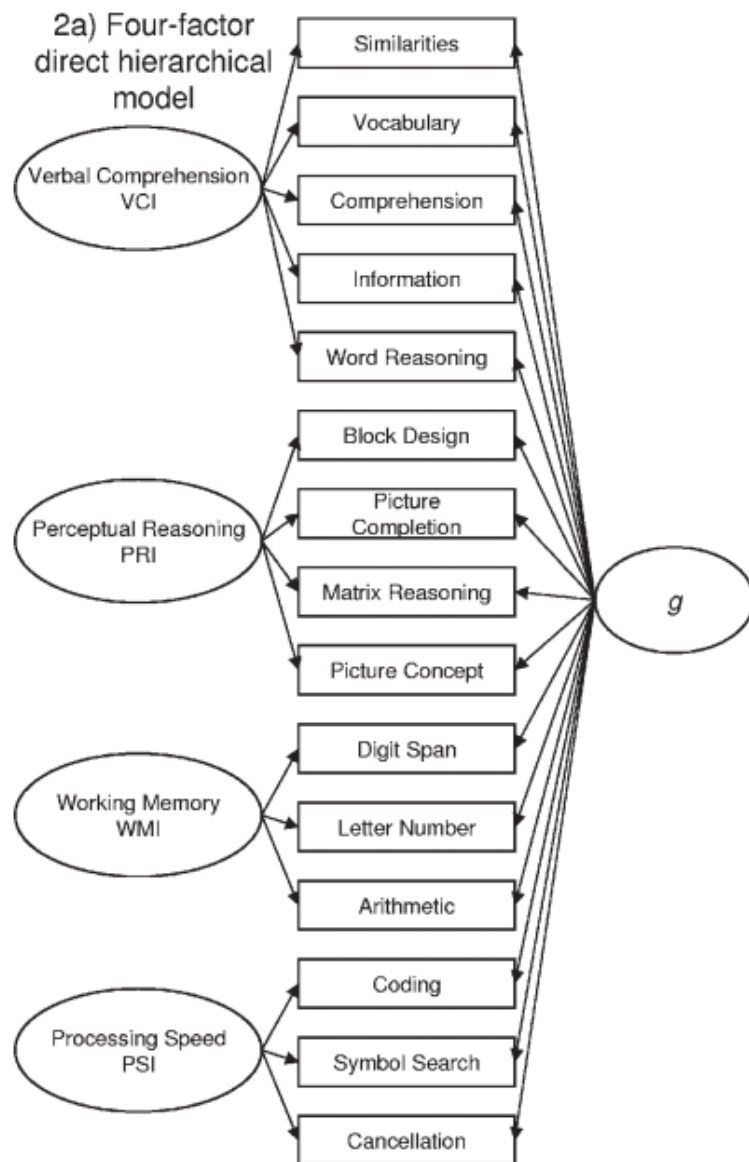 2a) Four-factor
direct hierarchical
model
Similarities
Vocabulary
Verbal Comprehension
VCI
Comprehension
Information
Word Reasoning
Block Design
Picture
Completion
Perceptual Reasoning
PRI
Matrix Reasoning
Picture Concept
g
Digit Span
Working Memory
WMI
Letter Number
Arithmetic
Coding
Processing Speed
PSI
Symbol Search
Cancellation